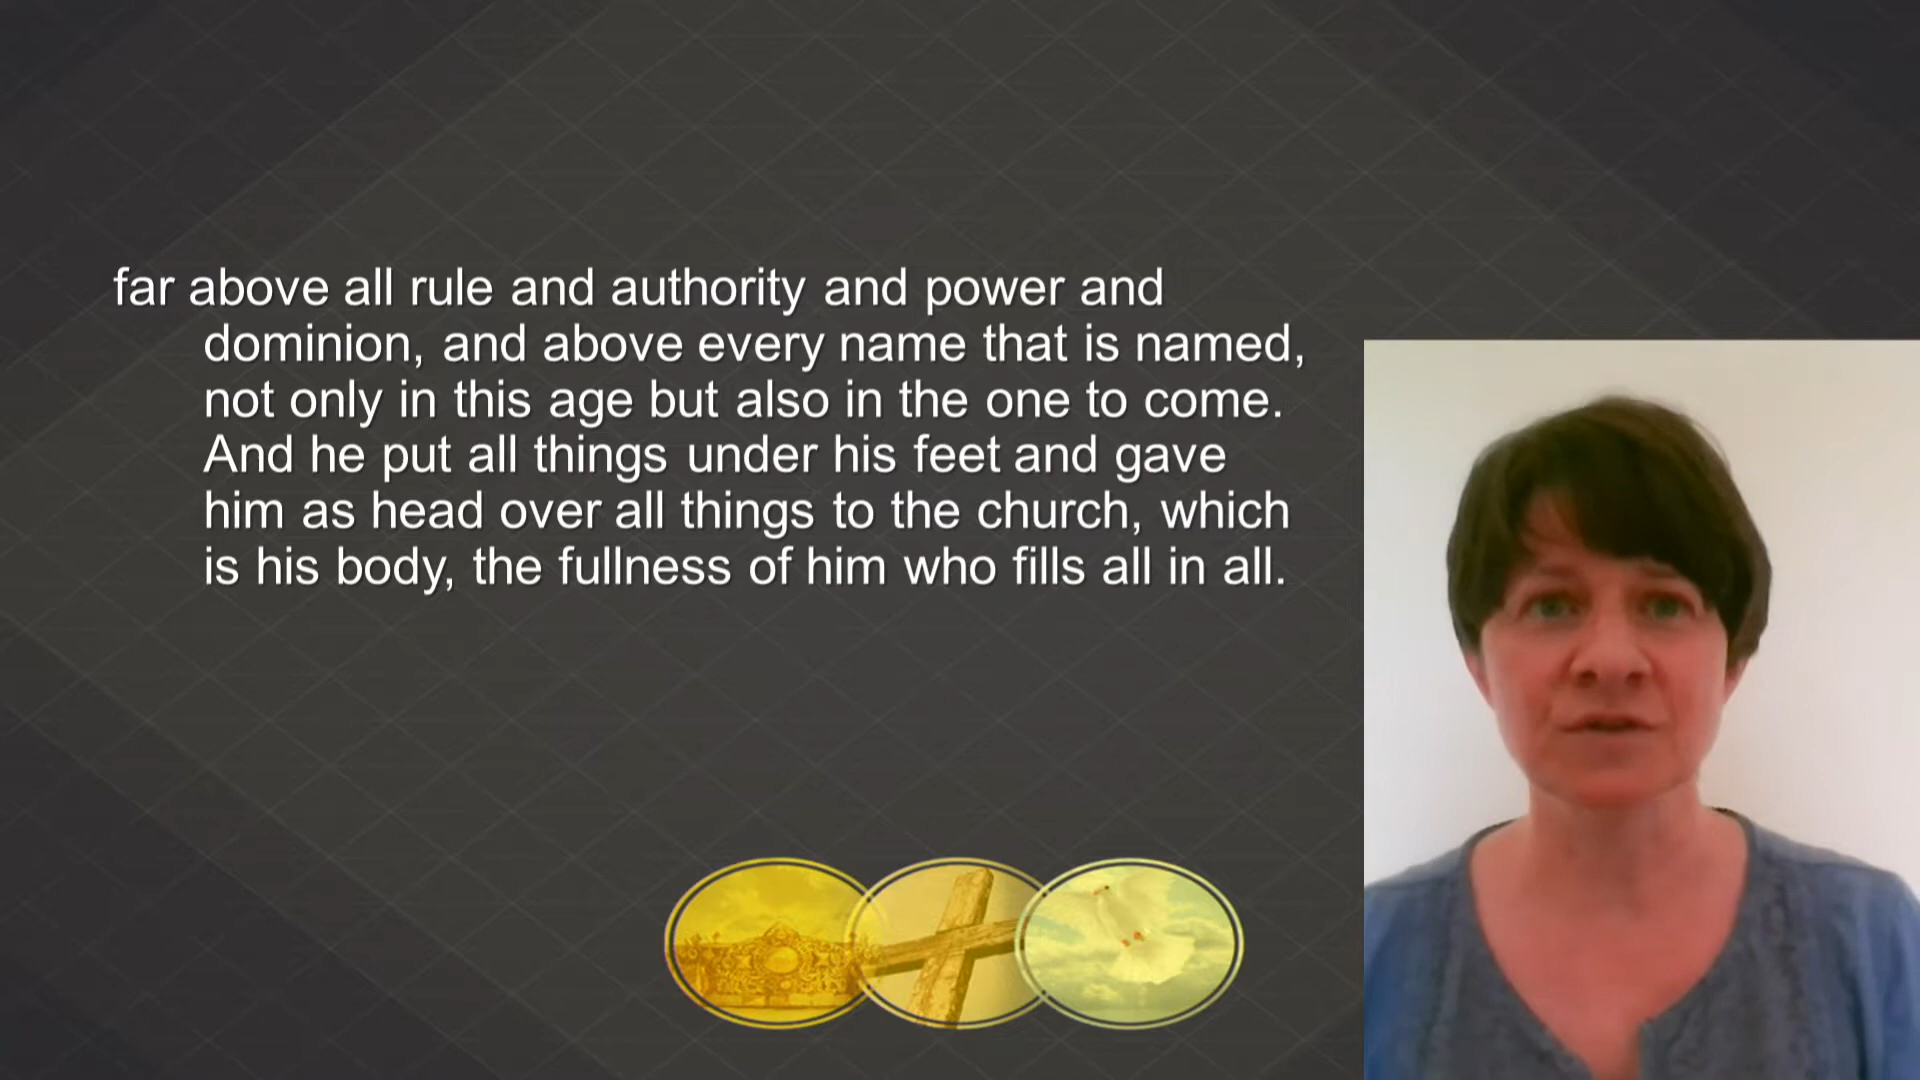 far above all rule and authority and power and
dominion, and above every name that is named,
not only in this age but also in the one to come.
And he put all things under his feet and gave
him as head over all things to the church, which
is his body, the fullness of him who fills all in all.